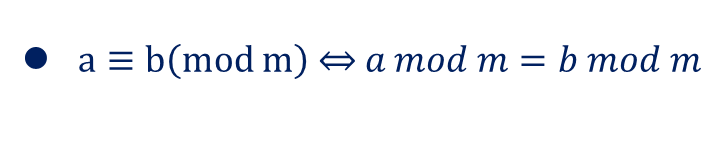 ● a ≡ b(mod m) ⇔ a mod m = b mod m